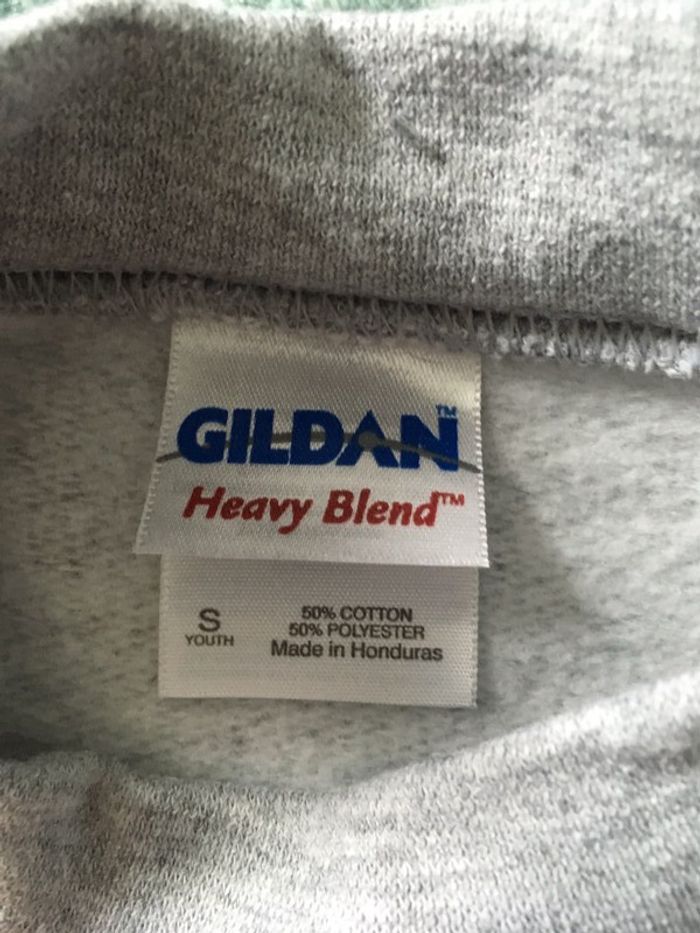 GILDAN™
Heavy Blend™
S
YOUTH
50% COTTON
50% POLYESTER
Made in Honduras